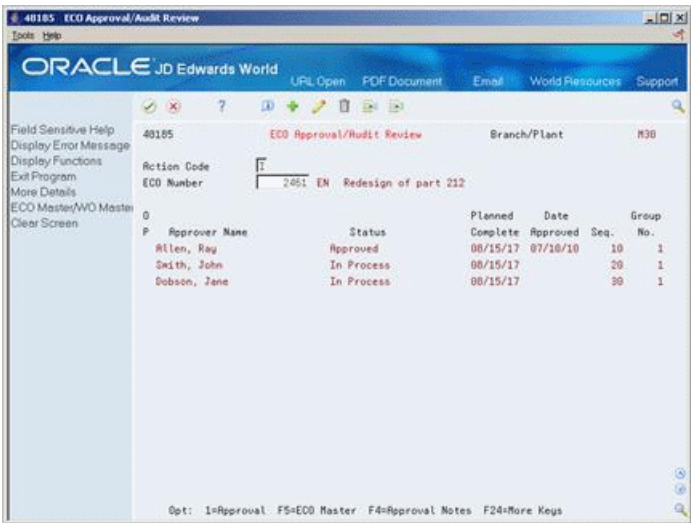 48185 ECO Approval/Audit Review
Tools Help
ORACLE JD Edwards World
URL Open PDF Document Email World Resources Support
?
Field Sensitive Help
Display Error Message
Display Functions
Exit Program
More Details
ECO Master/WO Master
Clear Screen
48185 ECO Approval/Audit Review Branch/Plant M30
Action Code I
ECO Number 2461 EN Redesign of part 212
O Planned Date Group
P Approver Name Status Complete Approved Seq. No.
Allen, Ray Approved 08/15/17 07/10/10 10 1
Smith, John In Process 08/15/17 20 1
Dobson, Jane In Process 08/15/17 30 1
Opt: 1=Approval F5=ECO Master F4=Approval Notes F24=More Keys